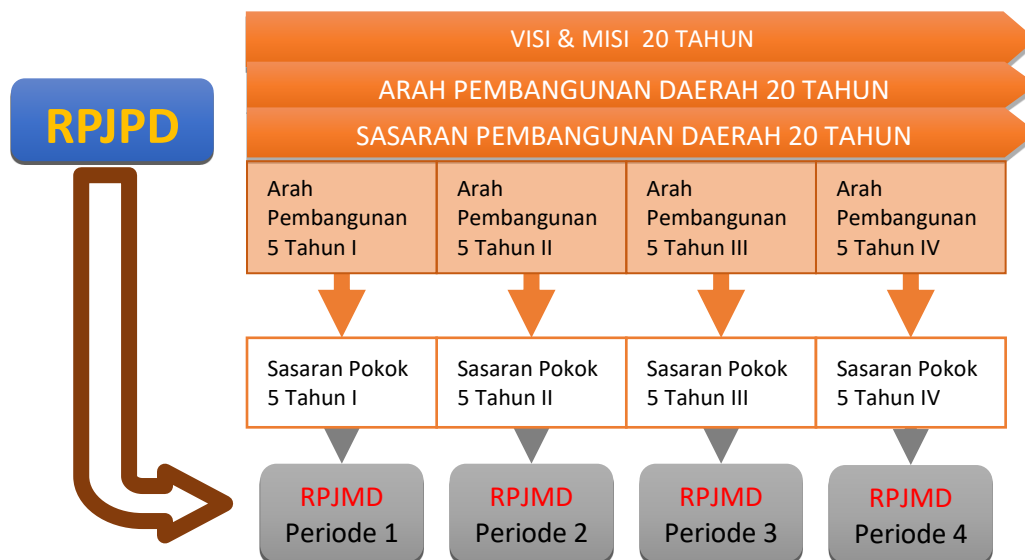 VISI & MISI 20 TAHUN
ARAH PEMBANGUNAN DAERAH 20 TAHUN
SASARAN PEMBANGUNAN DAERAH 20 TAHUN
RPJPD
Arah
Pembangunan
5 Tahun I
Arah
Pembangunan
5 Tahun II
Arah
Pembangunan
5 Tahun III
Arah
Pembangunan
5 Tahun IV
Sasaran Pokok
5 Tahun I
Sasaran Pokok
5 Tahun II
Sasaran Pokok
5 Tahun III
Sasaran Pokok
5 Tahun IV
RPJMD
Periode 1
RPJMD
Periode 2
RPJMD
Periode 3
RPJMD
Periode 4